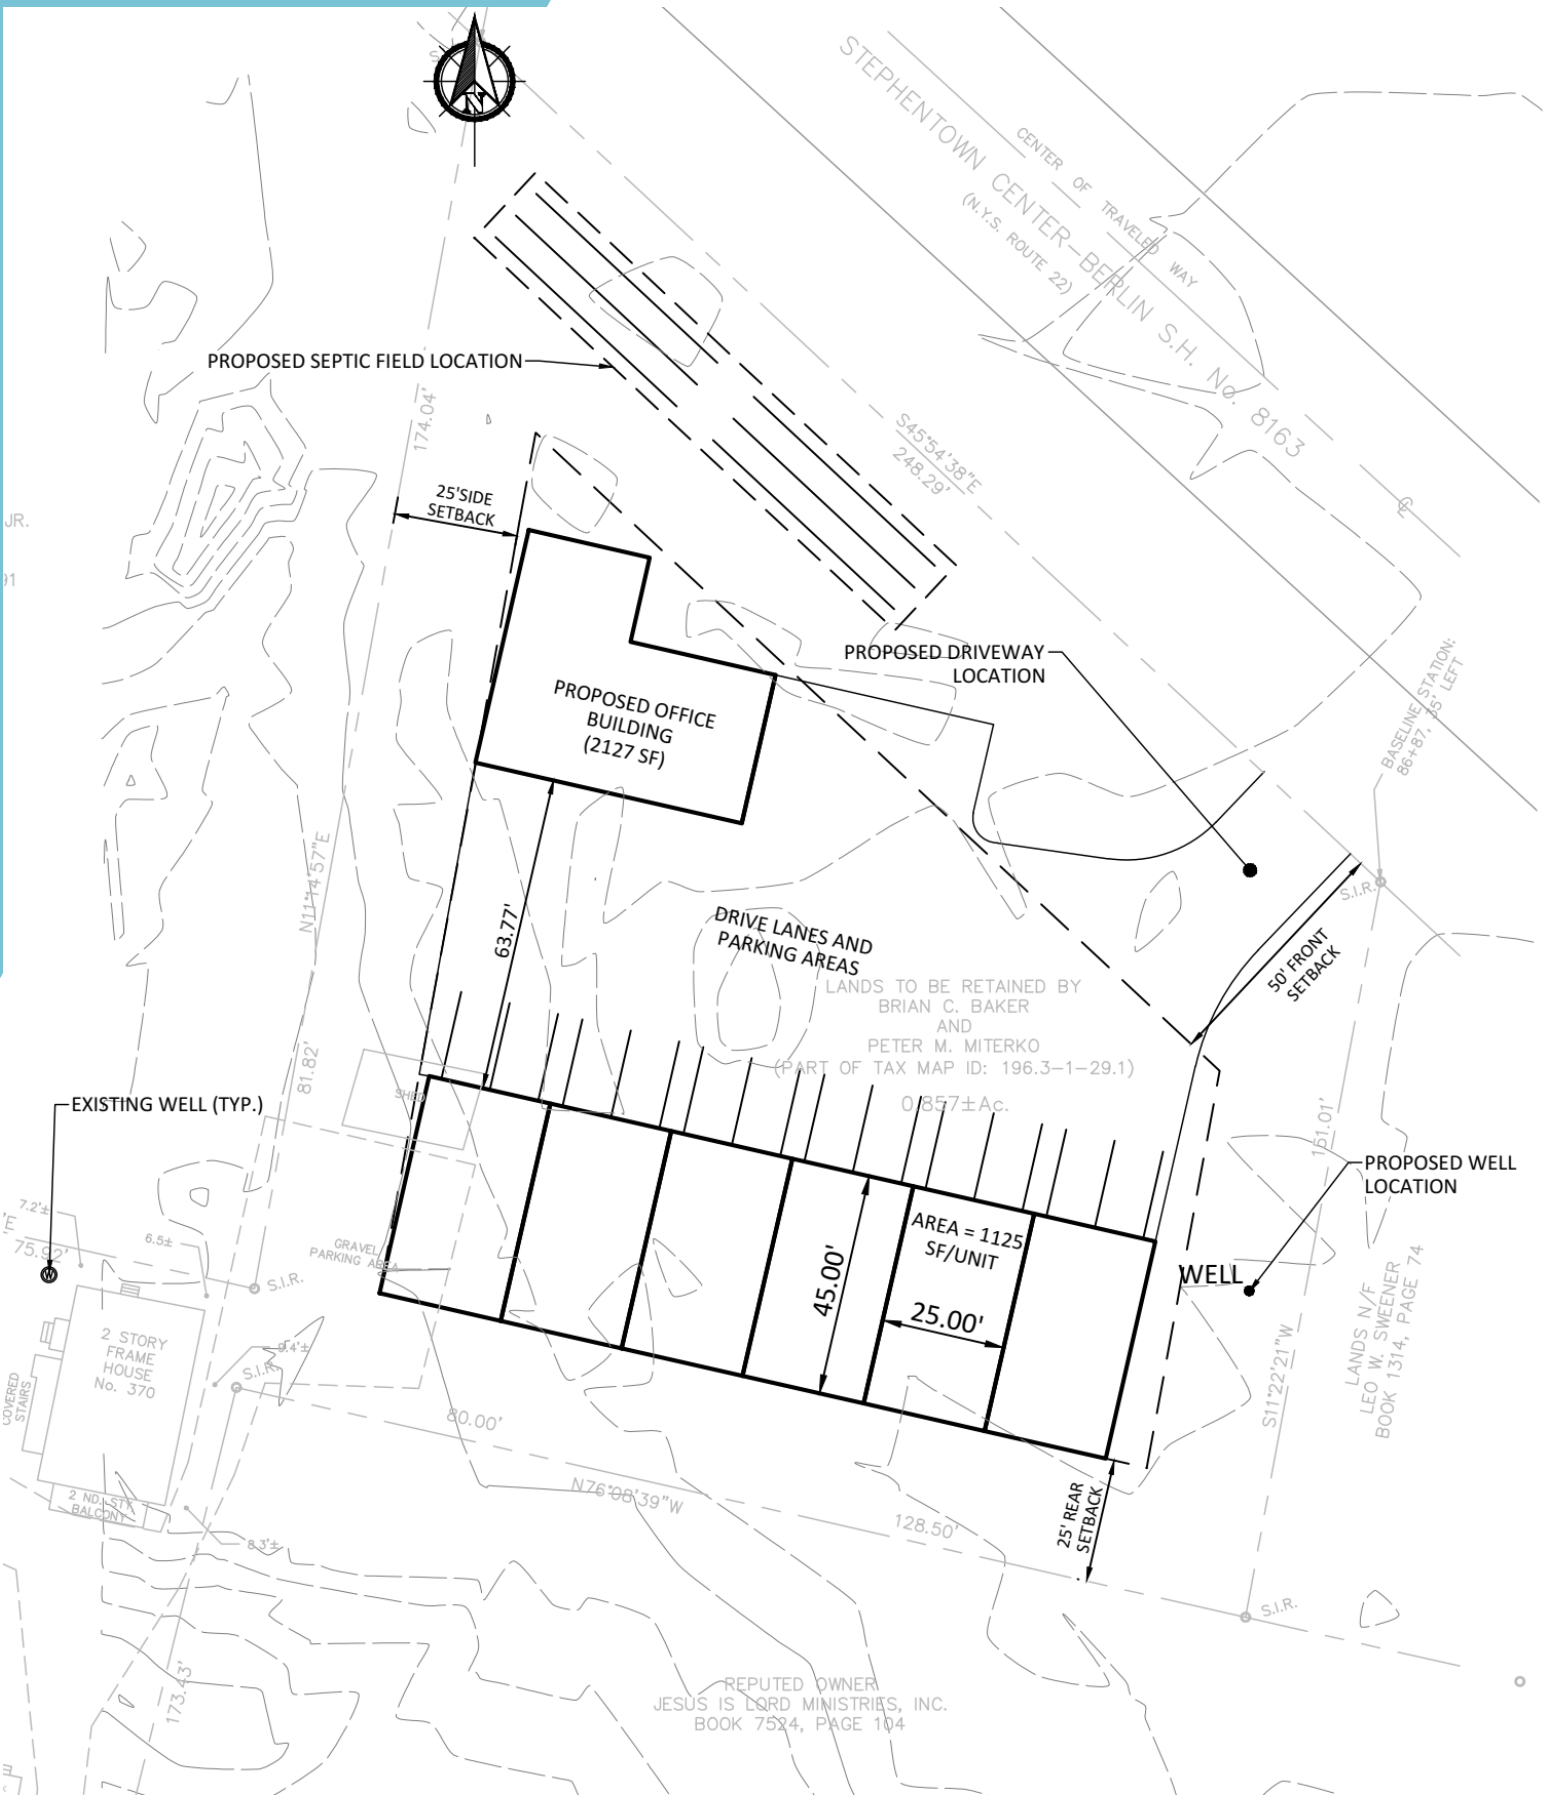 N
STEPHENTOWN CENTER-BERLIN S.H. No. 8163
(N.Y.S. ROUTE 22)
CENTER OF TRAVELED WAY
PROPOSED SEPTIC FIELD LOCATION
174.04'
S45°54'38"E
248.29'
25'SIDE
SETBACK
JR.
91
PROPOSED DRIVEWAY
LOCATION
BASELINE STATION:
86+87, 35' LEFT
PROPOSED OFFICE
BUILDING
(2127 SF)
N11°14'57"E
63.77'
S.I.R.
DRIVE LANES AND
PARKING AREAS
50' FRONT
SETBACK
LANDS TO BE RETAINED BY
BRIAN C. BAKER
AND
PETER M. MITERKO
(PART OF TAX MAP ID: 196.3-1-29.1)
0.857±Ac.
81.82'
SHED
EXISTING WELL (TYP.)
151.01'
PROPOSED WELL
LOCATION
7.2'±
'E
75.92'
6.5±
GRAVEL
PARKING AREA
W
S.I.R.
AREA = 1125
SF/UNIT
45.00'
25.00'
WELL
LANDS N/F
LEO W. SWEENER
BOOK 1314, PAGE 74
S11°22'21"W
2 STORY
FRAME
HOUSE
No. 370
9.4'±
S.I.R.
COVERED
STAIRS
80.00'
N76°08'39"W
128.50'
2 ND. STY.
BALCONY
8.3'±
25' REAR
SETBACK
S.I.R.
173.43'
REPUTED OWNER
JESUS IS LORD MINISTRIES, INC.
BOOK 7524, PAGE 104